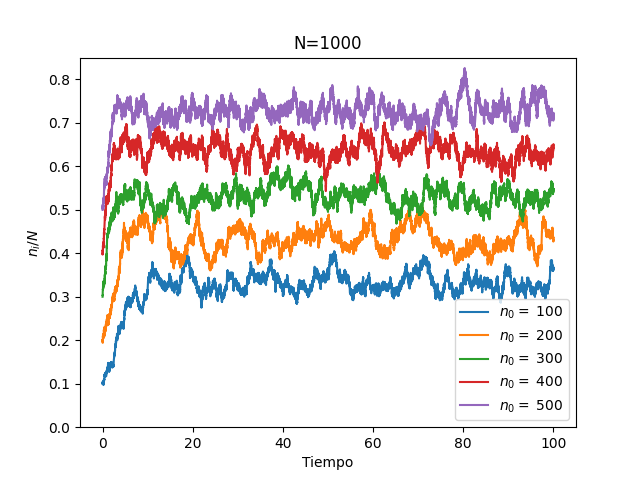 N=1000
0.8
0.7
0.6
0.5
0.4
0.3
0.2
0.1
0.0
n_i/N
0 20 40 60 80 100
Tiempo
n_0 = 100
n_0 = 200
n_0 = 300
n_0 = 400
n_0 = 500